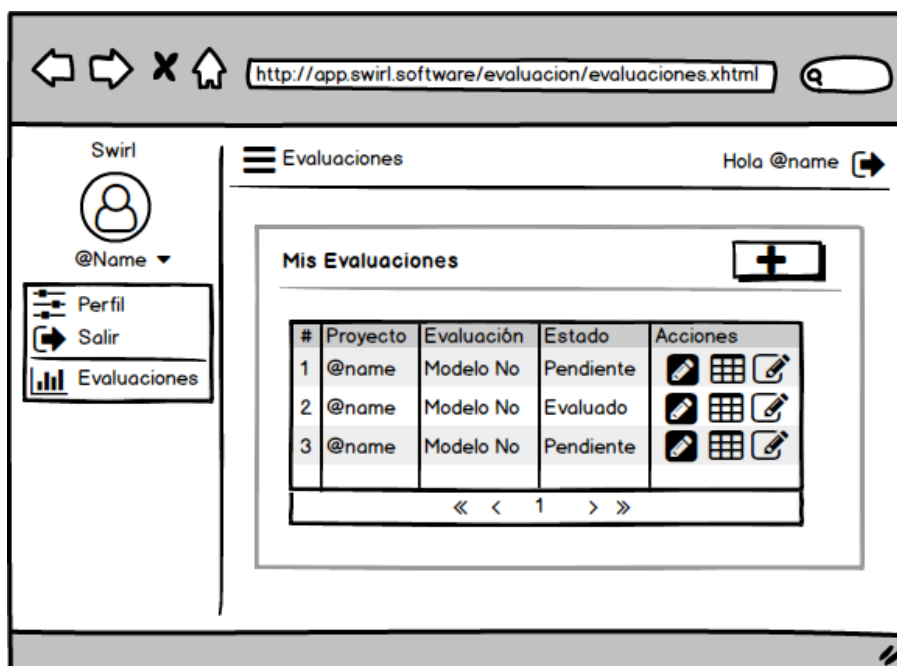 http://app.swirl.software/evaluacion/evaluaciones.xhtml
Swirl
@Name
Perfil
Salir
Evaluaciones
Evaluaciones
Hola @name
Mis Evaluaciones
# Proyecto Evaluación Estado Acciones
1 @name Modelo No Pendiente
2 @name Modelo No Evaluado
3 @name Modelo No Pendiente
« < 1 > »